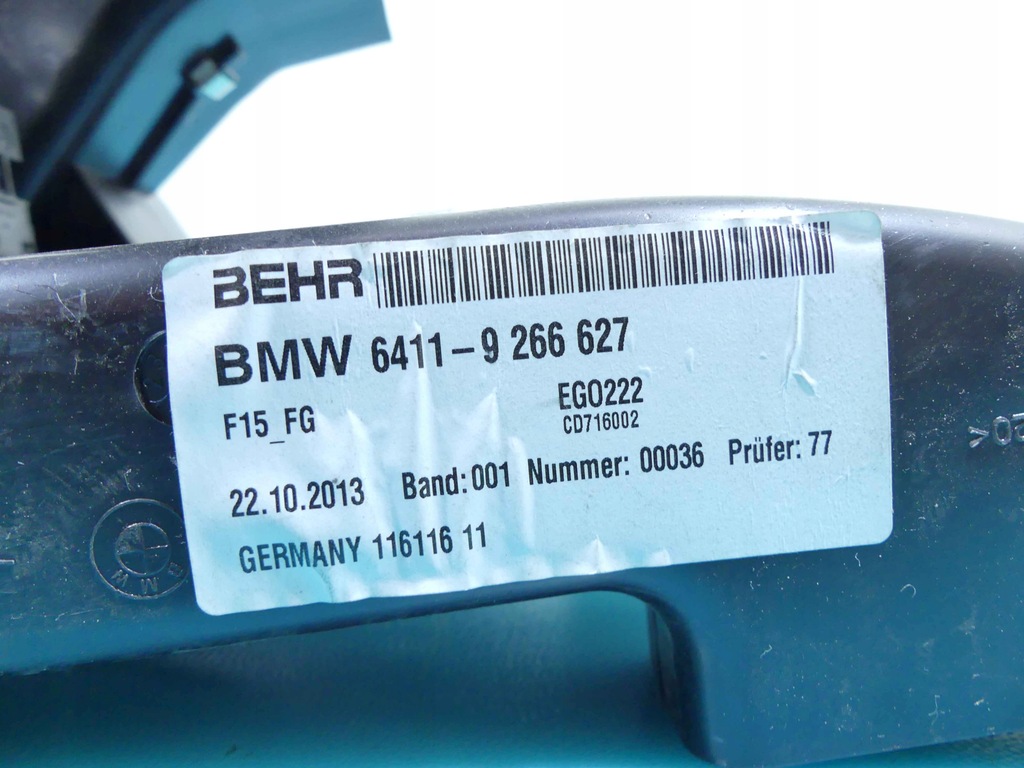 BEHR
BMW 6411-9 266 627
F15_FG EGO222
CD716002
22.10.2013 Band:001 Nummer: 00036 Prüfer: 77
GERMANY 116116 11
BMW